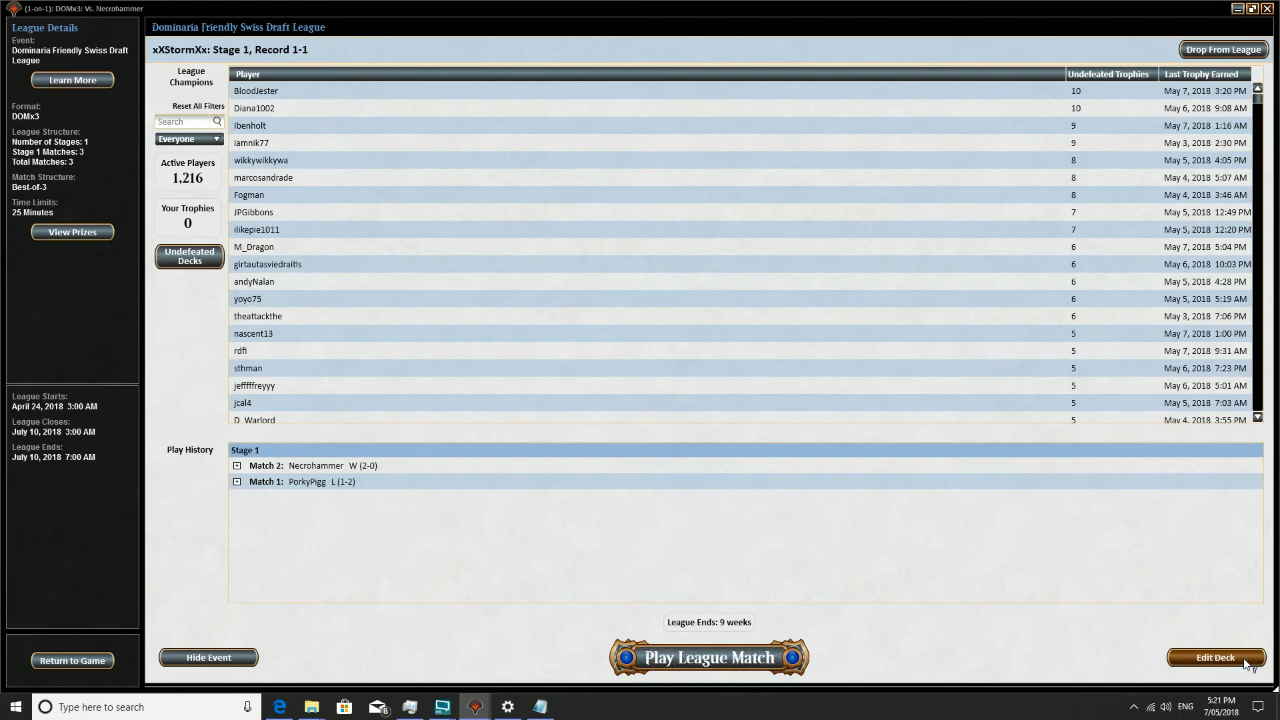 (1-on-1): DOMx3: Vs. Necrohammer
League Details
Event:
Dominaria Friendly Swiss Draft
League
Learn More
Format:
DOMx3
League Structure:
Number of Stages: 1
Stage 1 Matches: 3
Total Matches: 3
Match Structure:
Best-of-3
Time Limits:
25 Minutes
View Prizes
League Starts:
April 24, 2018 3:00 AM
League Closes:
July 10, 2018 3:00 AM
League Ends:
July 10, 2018 7:00 AM
Return to Game
Dominaria Friendly Swiss Draft League
xXStormXx: Stage 1, Record 1-1
Drop From League
League
Champions
Reset All Filters
Search
Everyone
Active Players
1,216
Your Trophies
0
Undefeated
Decks
Player Undefeated Trophies Last Trophy Earned
BloodJester 10 May 7, 2018 3:20 PM
Diana1002 10 May 6, 2018 9:08 AM
Ibenholt 9 May 7, 2018 1:16 AM
iamnik77 9 May 3, 2018 2:30 PM
wikkywikkywa 8 May 5, 2018 4:05 PM
marcosandrade 8 May 4, 2018 5:07 AM
Fogman 8 May 4, 2018 3:46 AM
JPGibbons 7 May 5, 2018 12:49 PM
ilikepie1011 7 May 5, 2018 12:20 PM
M_Dragon 6 May 7, 2018 5:04 PM
girtautasviedraitis 6 May 6, 2018 10:03 PM
andyNalan 6 May 5, 2018 4:28 PM
yoyo75 6 May 5, 2018 5:19 AM
theattackthe 6 May 3, 2018 7:06 PM
nascent13 5 May 7, 2018 1:00 PM
rdfi 5 May 7, 2018 9:31 AM
sthman 5 May 6, 2018 7:23 PM
jefffffreyyy 5 May 6, 2018 5:01 AM
jcal4 5 May 5, 2018 7:03 AM
D_Warlord 5 May 4, 2018 3:55 PM
Play History
Stage 1
Match 2: Necrohammer W (2-0)
Match 1: PorkyPigg L (1-2)
League Ends: 9 weeks
Hide Event
Play League Match
Edit Deck
Type here to search
ENG
5:21 PM
7/05/2018